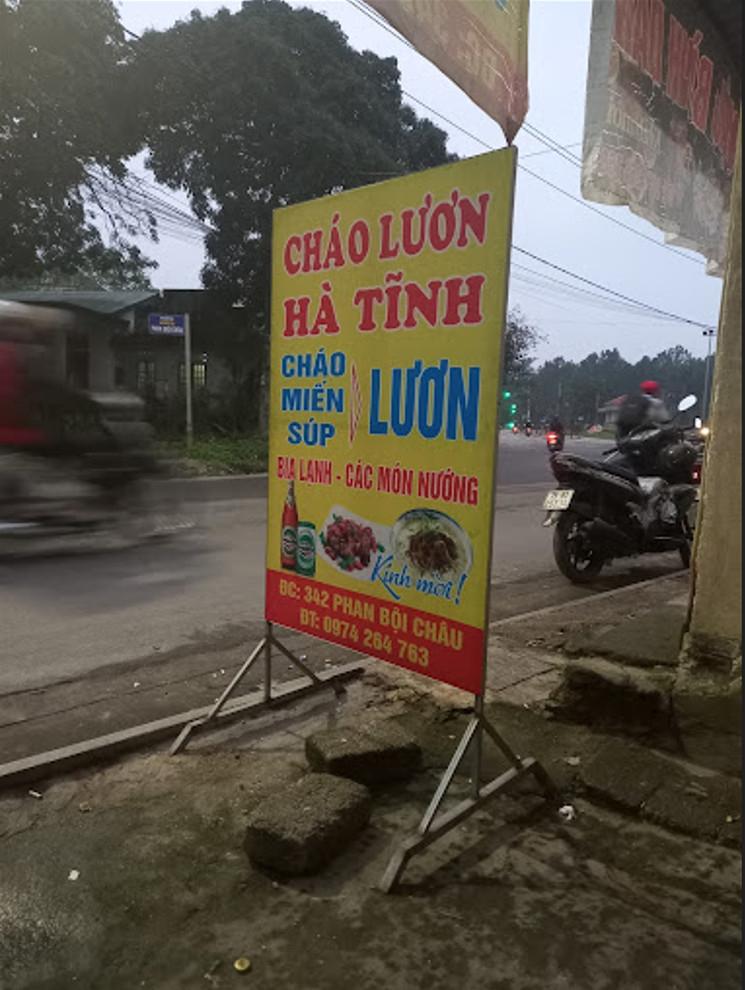 CHÁO LƯƠN
HÀ TĨNH
CHÁO
MIẾN
SÚP
LƯƠN
BIA LẠNH - CÁC MÓN NƯỚNG
Kính mời!
ĐC: 342 PHAN BỘI CHÂU
ĐT: 0974 264 763